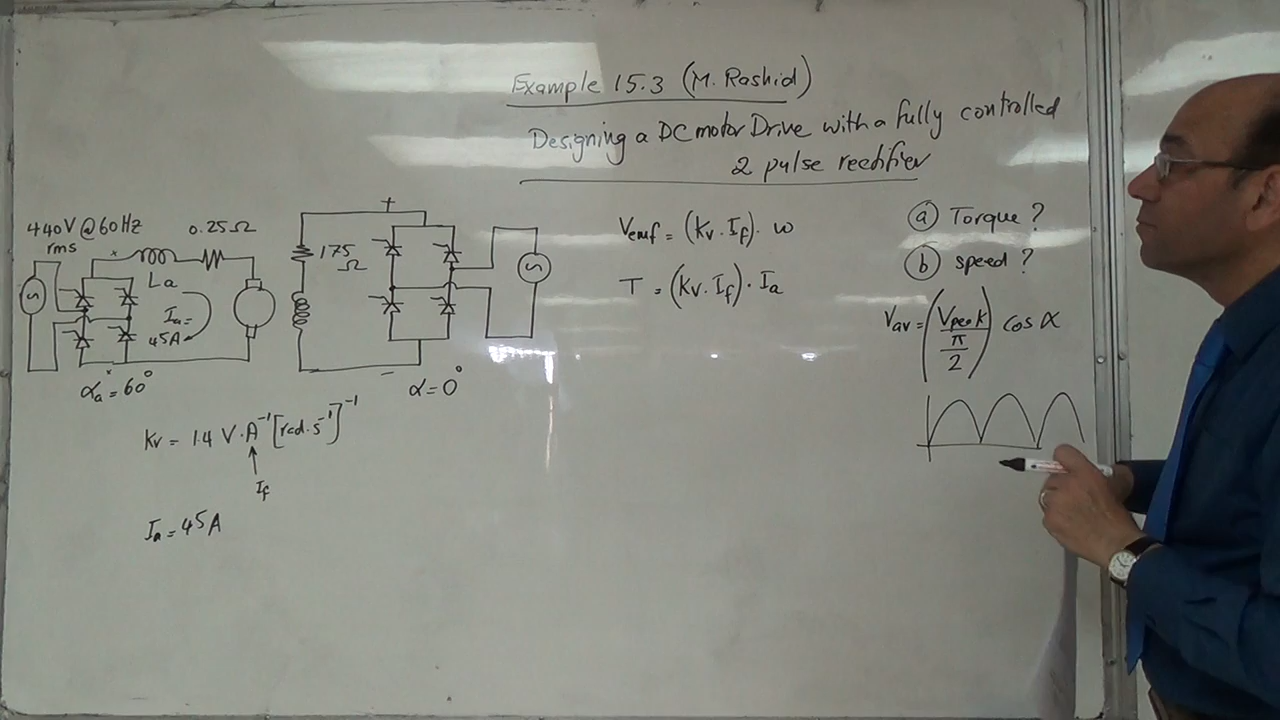 Example 15.3 (M. Rashid)
Designing a DC motor Drive with a fully controlled
2 pulse rectifier
440V@60Hz
rms
0.25Ω
La
Ia=
45A
αa=60°
+
175
Ω
−
α=0°
Kv = 1.4 V·A⁻¹[rad·s⁻¹]⁻¹
If
Ia=45A
Vemf = (Kv·If)·ω
T = (Kv·If)·Ia
(a) Torque?
(b) speed?
Vav=(Vpeak/(π/2)) cos α